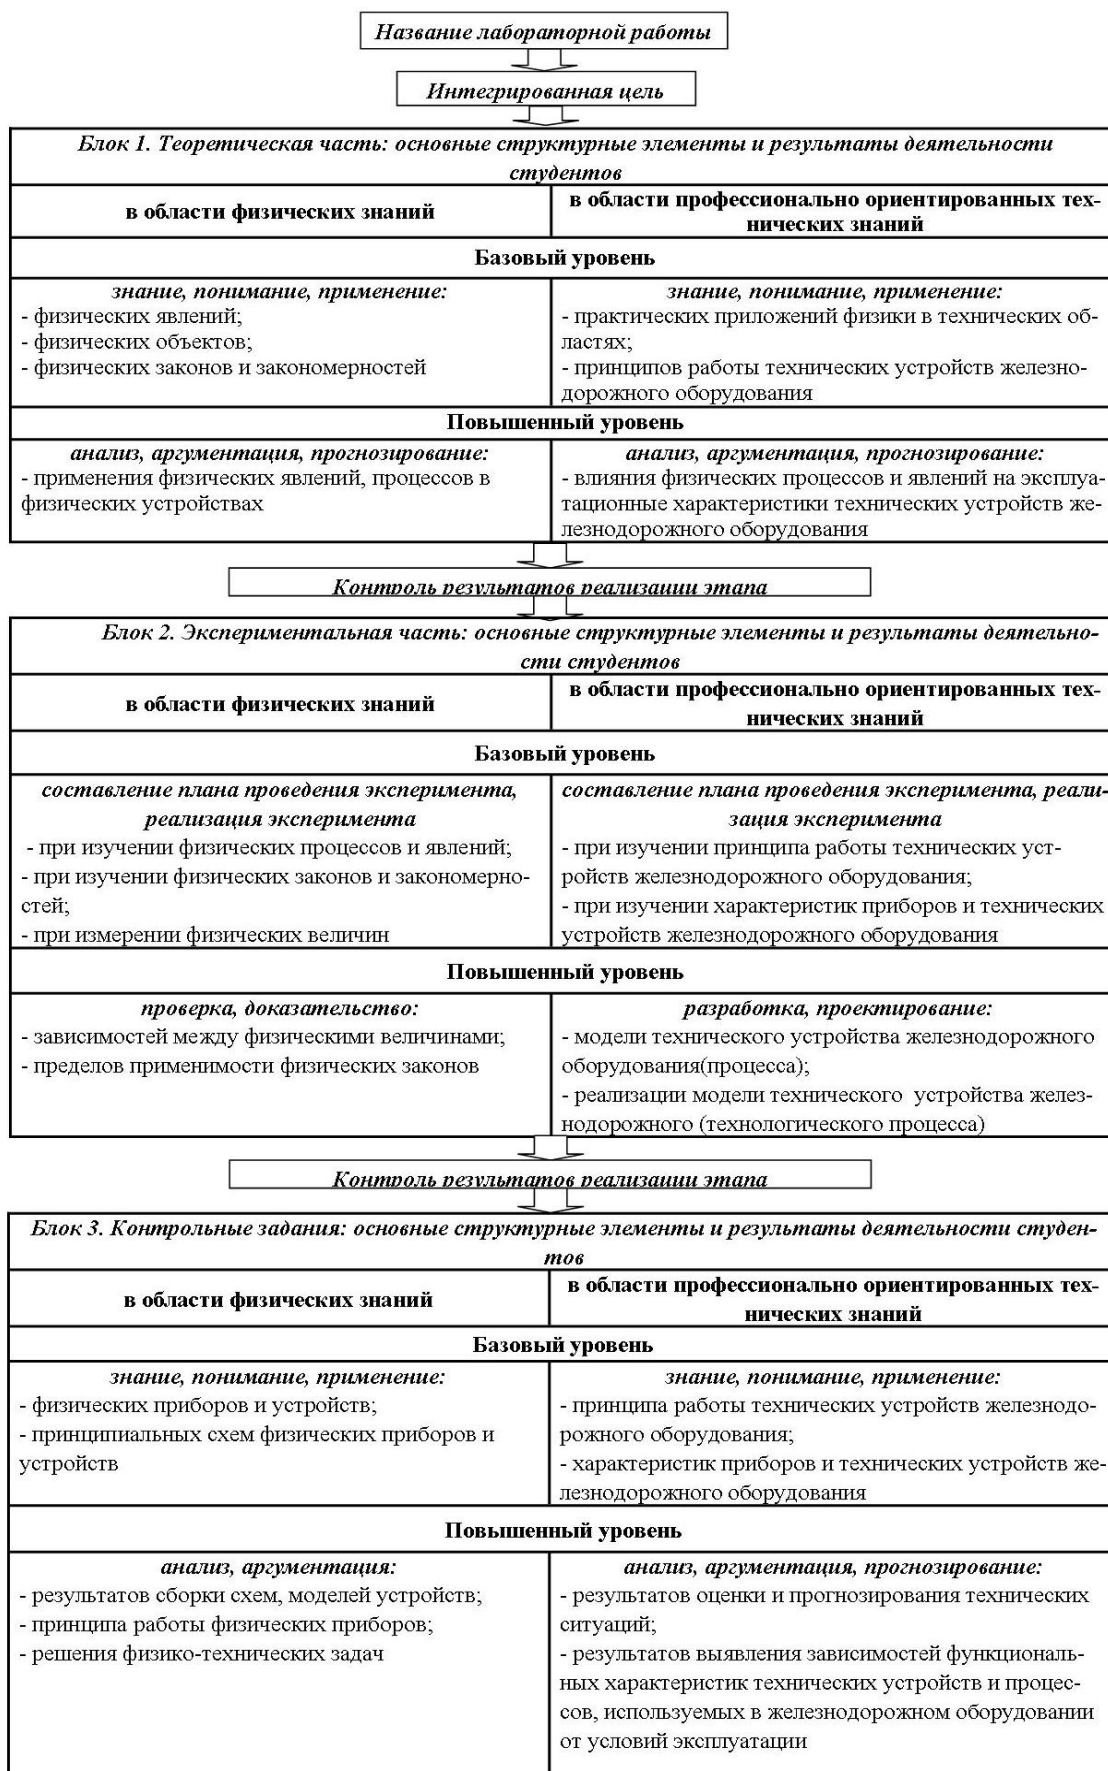 Название лабораторной работы
Интегрированная цель
Блок 1. Теоретическая часть: основные структурные элементы и результаты деятельности
студентов
в области физических знаний
в области профессионально ориентированных тех-
нических знаний
Базовый уровень
знание, понимание, применение:
- физических явлений;
- физических объектов;
- физических законов и закономерностей
знание, понимание, применение:
- практических приложений физики в технических об-
ластях;
- принципов работы технических устройств железно-
дорожного оборудования
Повышенный уровень
анализ, аргументация, прогнозирование:
- применения физических явлений, процессов в
физических устройствах
анализ, аргументация, прогнозирование:
- влияния физических процессов и явлений на эксплуа-
тационные характеристики технических устройств же-
лезнодорожного оборудования
Контроль результатов реализации этапа
Блок 2. Экспериментальная часть: основные структурные элементы и результаты деятельно-
сти студентов
в области физических знаний
в области профессионально ориентированных тех-
нических знаний
Базовый уровень
составление плана проведения эксперимента,
реализация эксперимента
- при изучении физических процессов и явлений;
- при изучении физических законов и закономерно-
стей;
- при измерении физических величин
составление плана проведения эксперимента, реали-
зация эксперимента
- при изучении принципа работы технических уст-
ройств железнодорожного оборудования;
- при изучении характеристик приборов и технических
устройств железнодорожного оборудования
Повышенный уровень
проверка, доказательство:
- зависимостей между физическими величинами;
- пределов применимости физических законов
разработка, проектирование:
- модели технического устройства железнодорожного
оборудования(процесса);
- реализации модели технического устройства желез-
нодорожного (технологического процесса)
Контроль результатов реализации этапа
Блок 3. Контрольные задания: основные структурные элементы и результаты деятельности студен-
тов
в области физических знаний
в области профессионально ориентированных тех-
нических знаний
Базовый уровень
знание, понимание, применение:
- физических приборов и устройств;
- принципиальных схем физических приборов и
устройств
знание, понимание, применение:
- принципа работы технических устройств железнодо-
рожного оборудования;
- характеристик приборов и технических устройств же-
лезнодорожного оборудования
Повышенный уровень
анализ, аргументация:
- результатов сборки схем, моделей устройств;
- принципа работы физических приборов;
- решения физико-технических задач
анализ, аргументация, прогнозирование:
- результатов оценки и прогнозирования технических
ситуаций;
- результатов выявления зависимостей функциональ-
ных характеристик технических устройств и процес-
сов, используемых в железнодорожном оборудовании
от условий эксплуатации